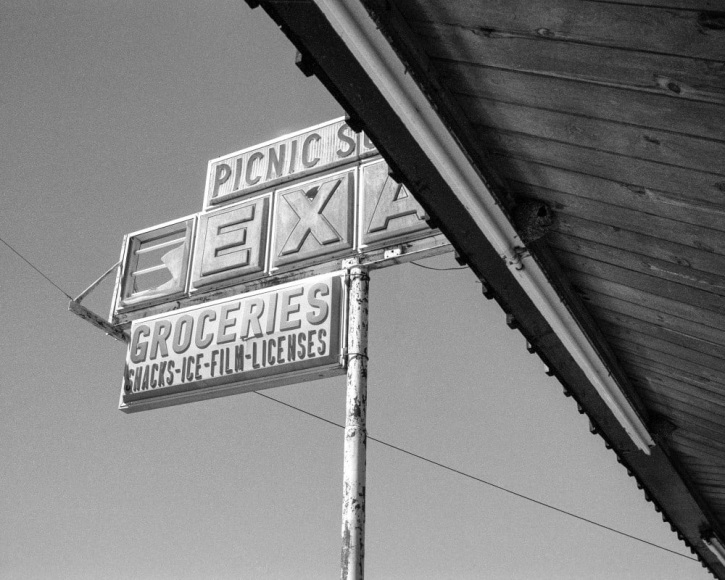 PICNIC S
EXA
GROCERIES
SNACKS-ICE-FILM-LICENSES